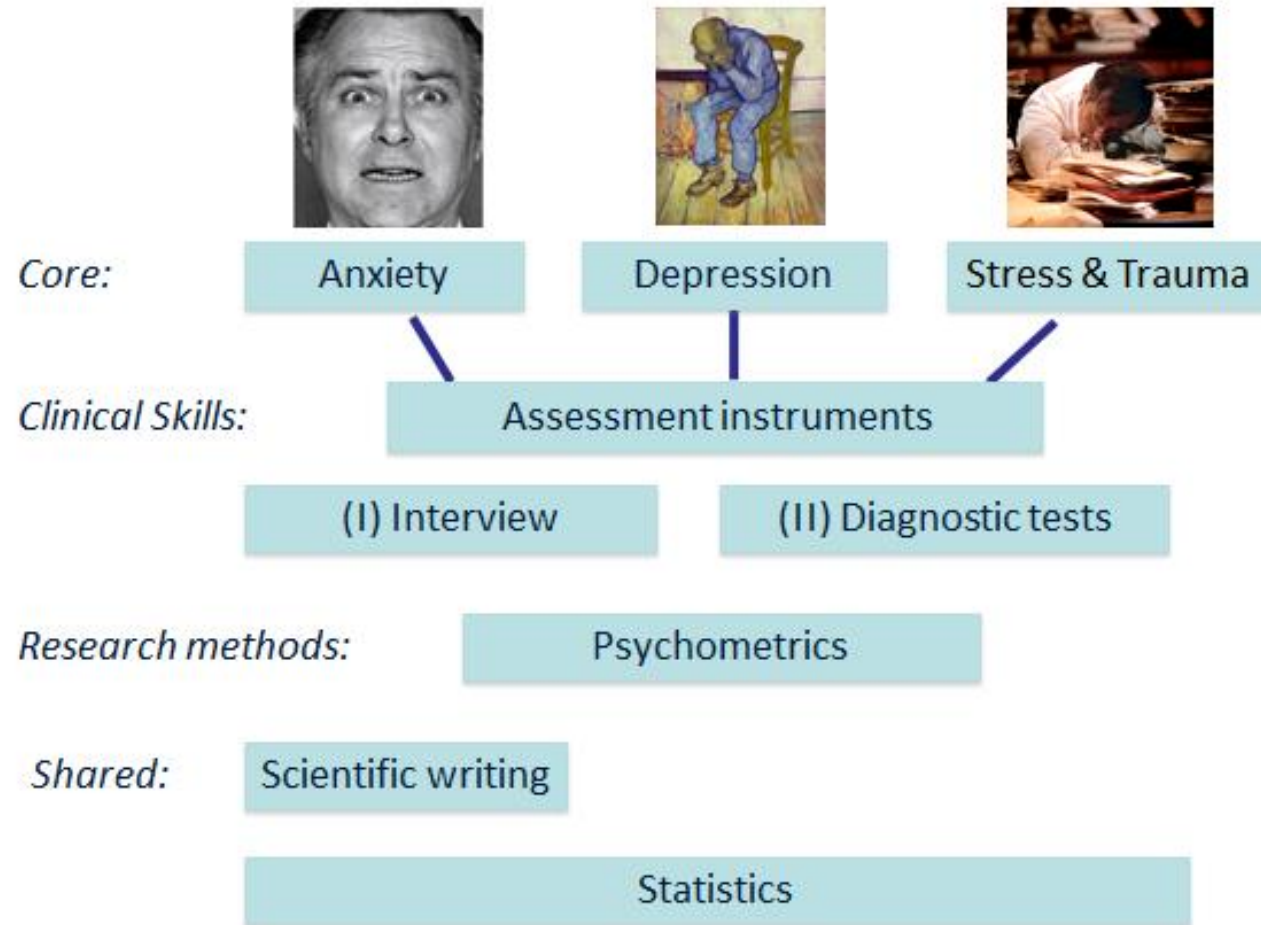 Core:
Anxiety
Depression
Stress & Trauma
Clinical Skills:
Assessment instruments
(I) Interview
(II) Diagnostic tests
Research methods:
Psychometrics
Shared:
Scientific writing
Statistics